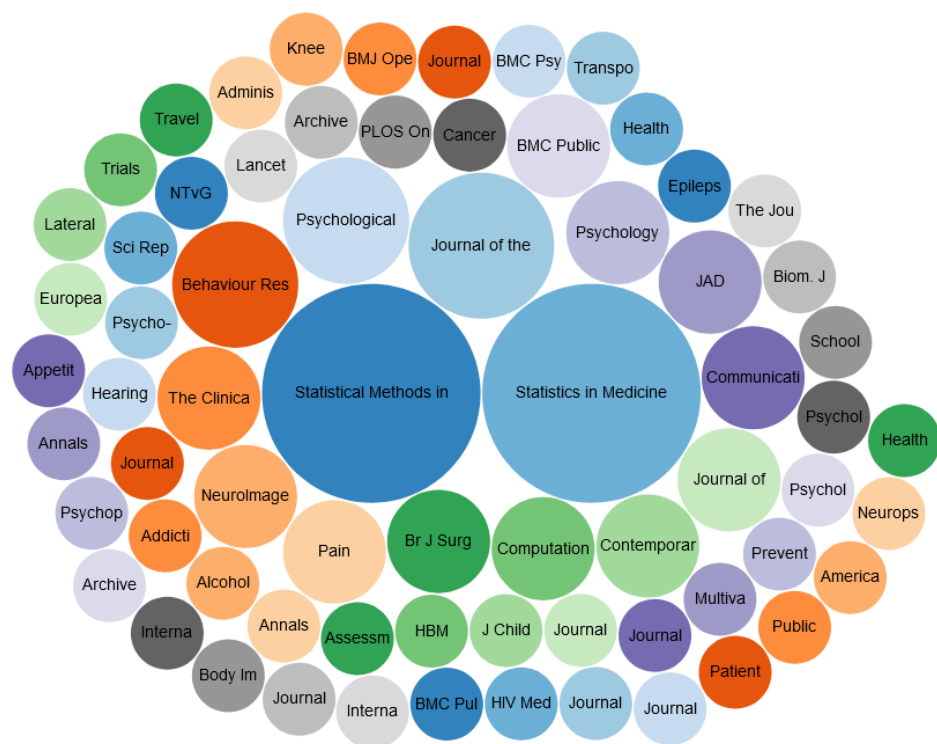 Knee
BMJ Ope
Journal
BMC Psy
Transpo
Adminis
Travel
Archive
PLOS On
Cancer
BMC Public
Health
Trials
Lancet
NTvG
Psychological
Journal of the
Psychology
Epileps
The Jou
Lateral
Sci Rep
Behaviour Res
JAD
Biom. J
Europea
Psycho-
School
Appetit
Hearing
The Clinica
Statistical Methods in
Statistics in Medicine
Communicati
Psychol
Annals
Journal
NeuroImage
Journal of
Psychol
Health
Psychop
Addicti
Pain
Br J Surg
Computation
Contemporar
Prevent
Neurops
Archive
Alcohol
America
Interna
Annals
Assessm
HBM
J Child
Journal
Journal
Multiva
Public
Body Im
Journal
Interna
BMC Pul
HIV Med
Journal
Journal
Patient